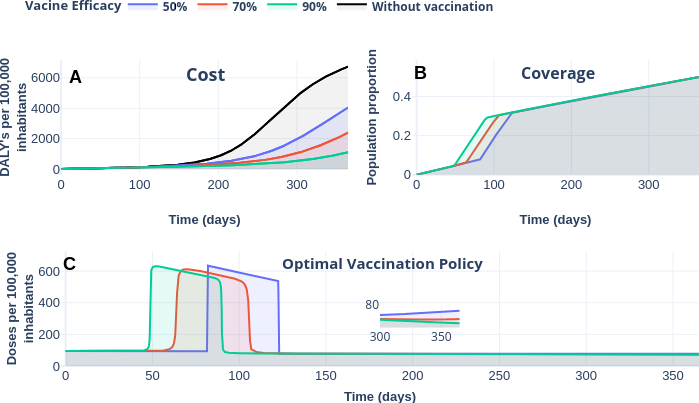 Vacine Efficacy 50% 70% 90% Without vaccination
A Cost
DALY's per 100,000
inhabitants
6000
4000
2000
0
0 100 200 300
Time (days)
B Coverage
Population proportion
0.4
0.2
0
0 100 200 300
Time (days)
C Optimal Vaccination Policy
Doses per 100,000
inhabitants
600
400
200
0
80
300 350
0 50 100 150 200 250 300 350
Time (days)